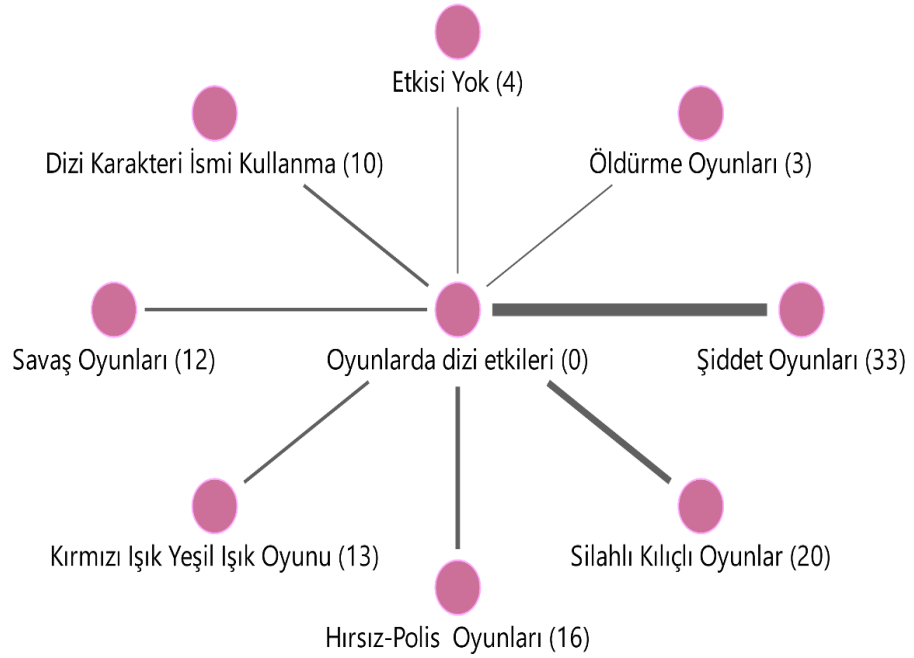 Etkisi Yok (4)
Dizi Karakteri İsmi Kullanma (10)
Öldürme Oyunları (3)
Savaş Oyunları (12)
Oyunlarda dizi etkileri (0)
Şiddet Oyunları (33)
Kırmızı Işık Yeşil Işık Oyunu (13)
Silahlı Kılıçlı Oyunlar (20)
Hırsız-Polis Oyunları (16)